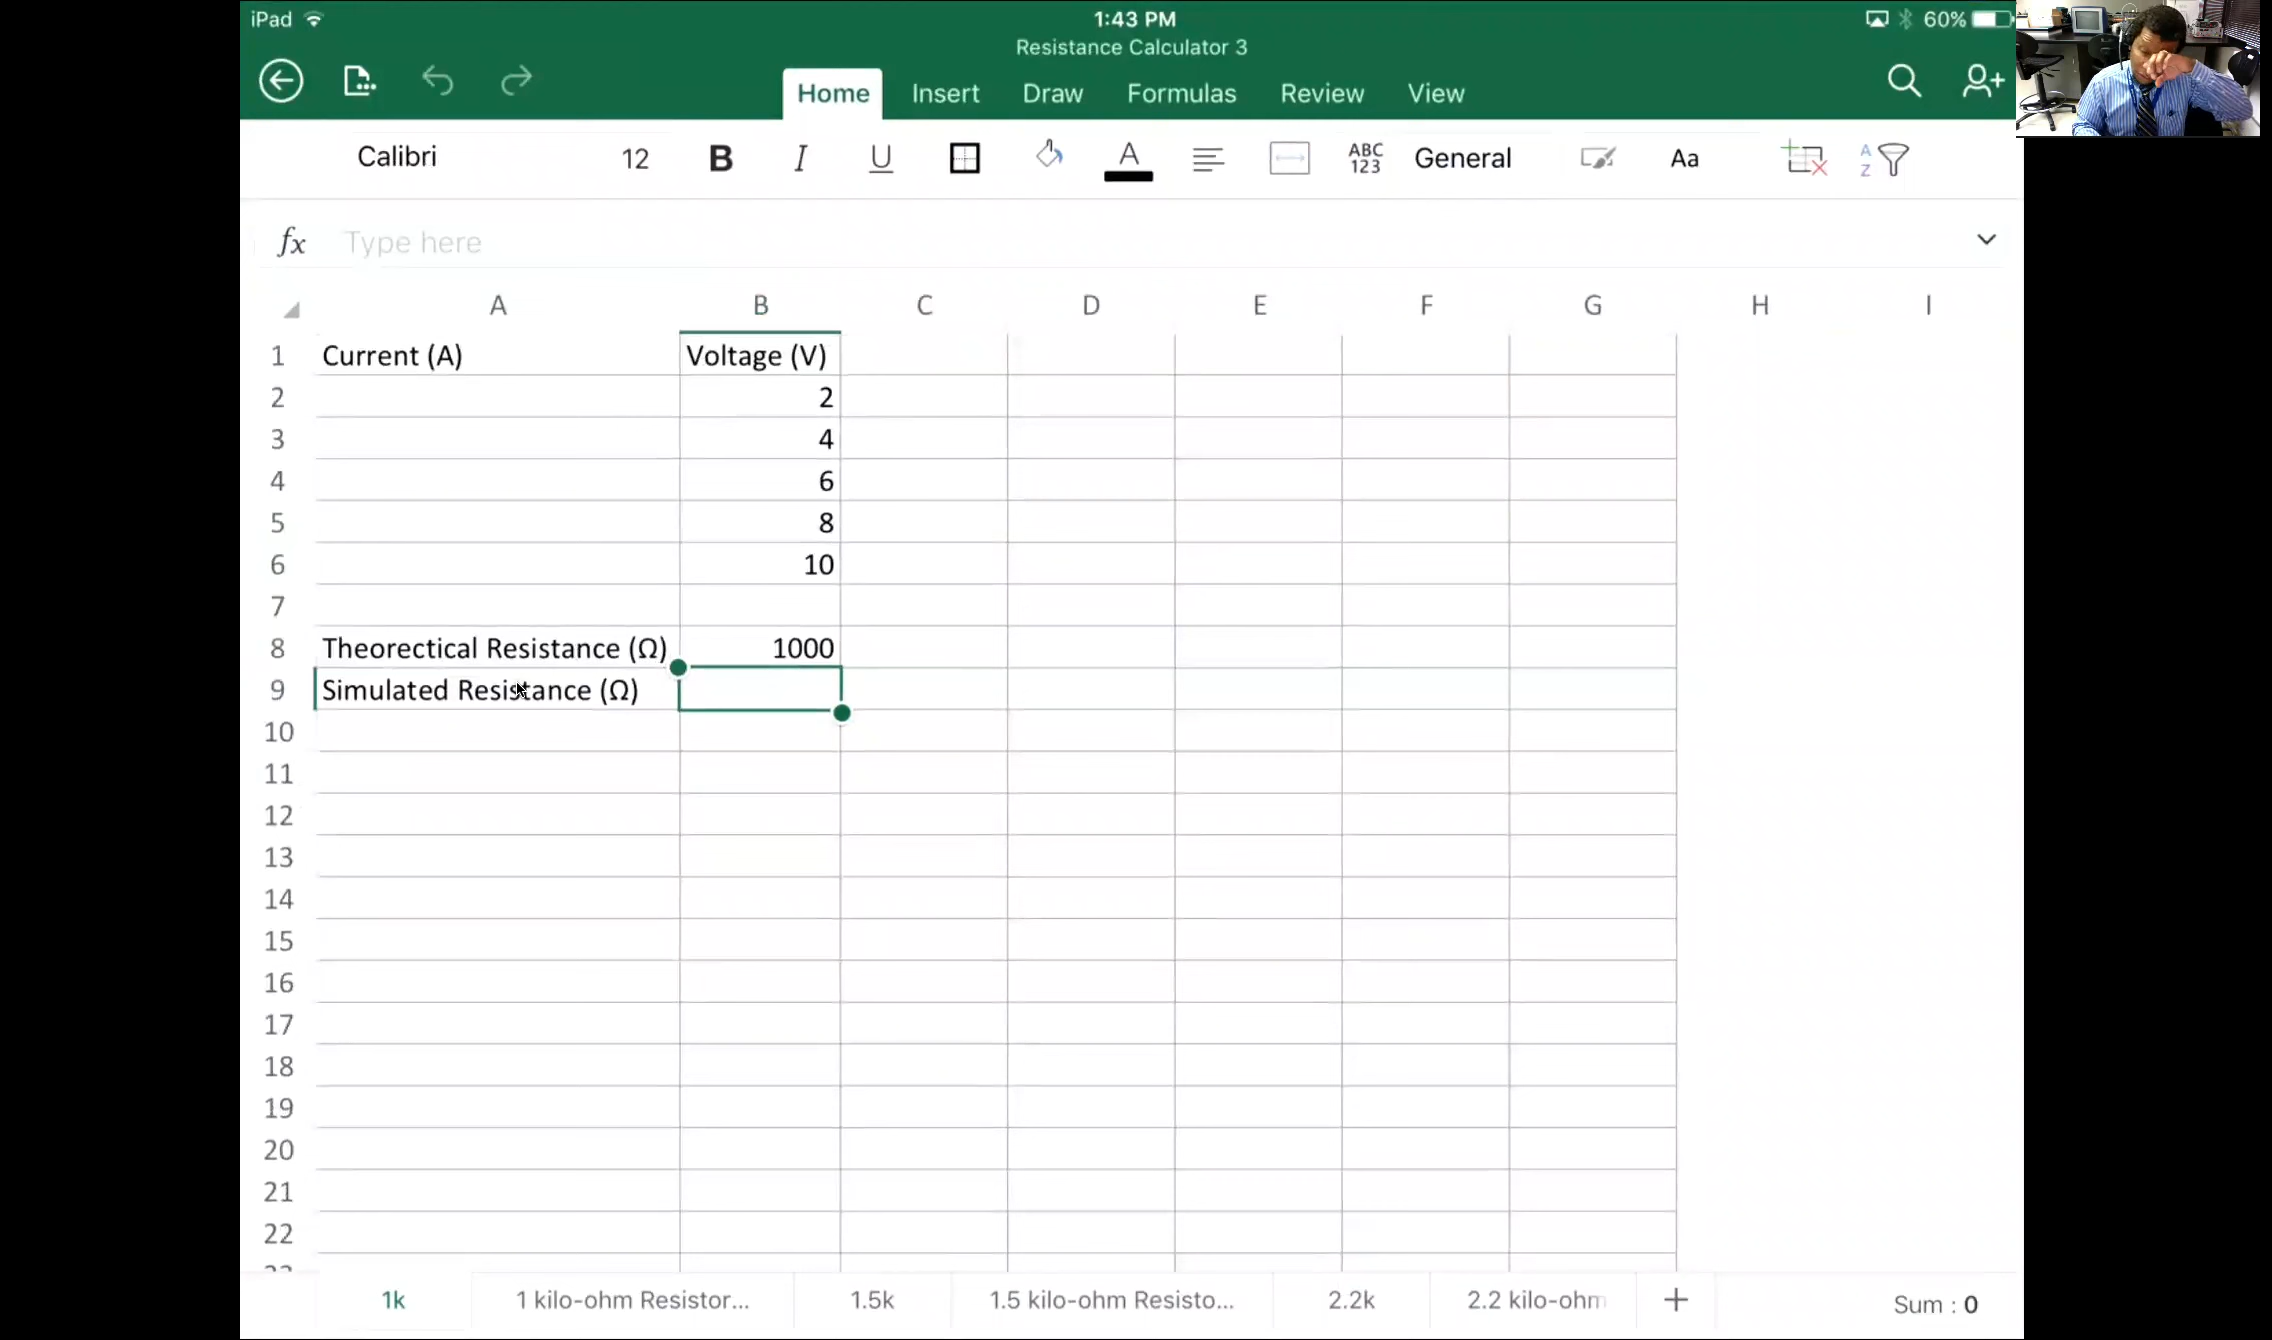 iPad
1:43 PM
60%
Resistance Calculator 3
Home Insert Draw Formulas Review View
Calibri 12 B I U A ABC 123 General Aa A Z
fx Type here
A B C D E F G H I
1 Current (A) Voltage (V)
2 2
3 4
4 6
5 8
6 10
7
8 Theorectical Resistance (Ω) 1000
9 Simulated Resistance (Ω)
10
11
12
13
14
15
16
17
18
19
20
21
22
1k 1 kilo-ohm Resistor... 1.5k 1.5 kilo-ohm Resisto... 2.2k 2.2 kilo-ohm + Sum : 0